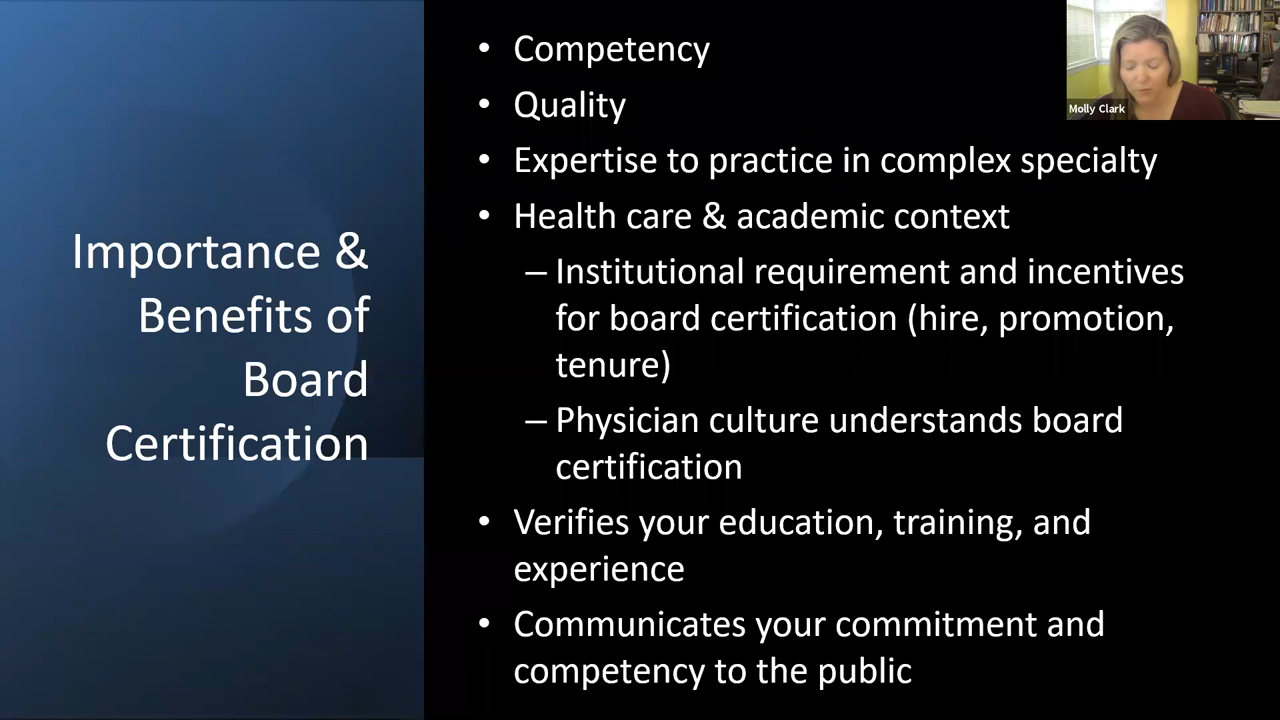 Importance &
Benefits of
Board
Certification
• Competency
• Quality
• Expertise to practice in complex specialty
• Health care & academic context
– Institutional requirement and incentives
for board certification (hire, promotion,
tenure)
– Physician culture understands board
certification
• Verifies your education, training, and
experience
• Communicates your commitment and
competency to the public
Molly Clark